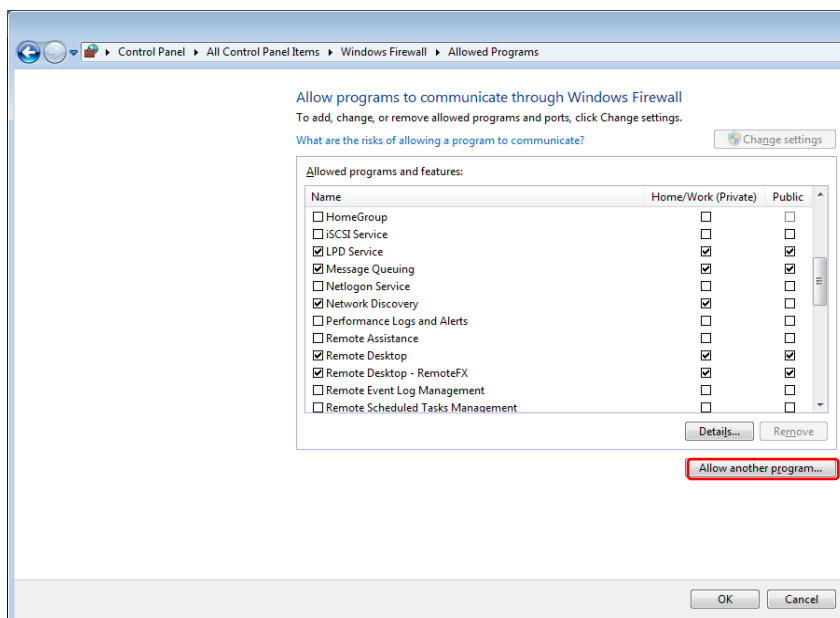 Control Panel ▸ All Control Panel Items ▸ Windows Firewall ▸ Allowed Programs
Allow programs to communicate through Windows Firewall
To add, change, or remove allowed programs and ports, click Change settings.
What are the risks of allowing a program to communicate? Change settings
Allowed programs and features:
Name Home/Work (Private) Public
HomeGroup
iSCSI Service
LPD Service
Message Queuing
Netlogon Service
Network Discovery
Performance Logs and Alerts
Remote Assistance
Remote Desktop
Remote Desktop - RemoteFX
Remote Event Log Management
Remote Scheduled Tasks Management
Details... Remove
Allow another program...
OK Cancel